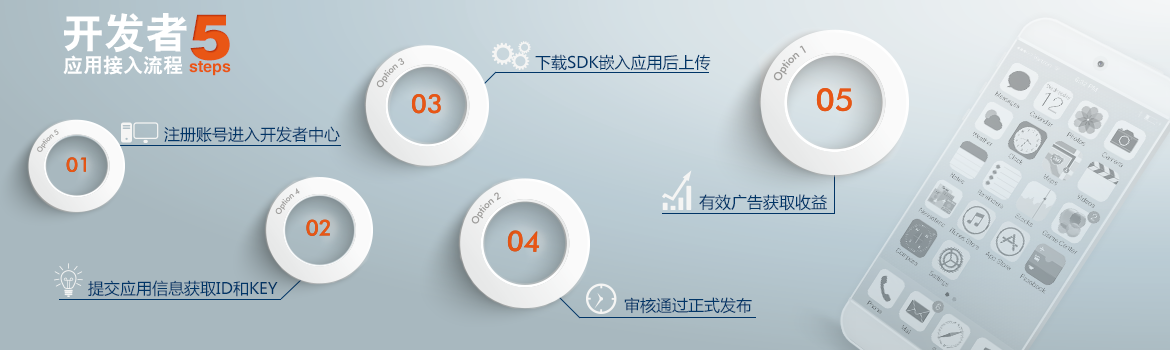 开发者5
应用接入流程 steps
Option 5
01
注册账号进入开发者中心
Option 4
02
提交应用信息获取ID和KEY
Option 3
03
下载SDK嵌入应用后上传
Option 2
04
审核通过正式发布
Option 1
05
有效广告获取收益
Messages
Calendar
Photos
Camera
12
Weather
Clock
Maps
Videos
Notes
Reminders
Stocks
Game Center
Newsstand
iTunes Store
App Store
Passbook
Compass
Settings
Phone
Mail